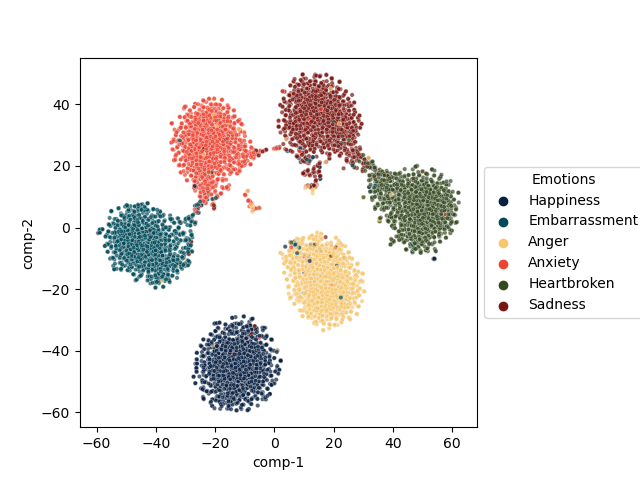 comp-2
40
20
0
−20
−40
−60
−60
−40
−20
0
20
40
60
comp-1
Emotions
Happiness
Embarrassment
Anger
Anxiety
Heartbroken
Sadness